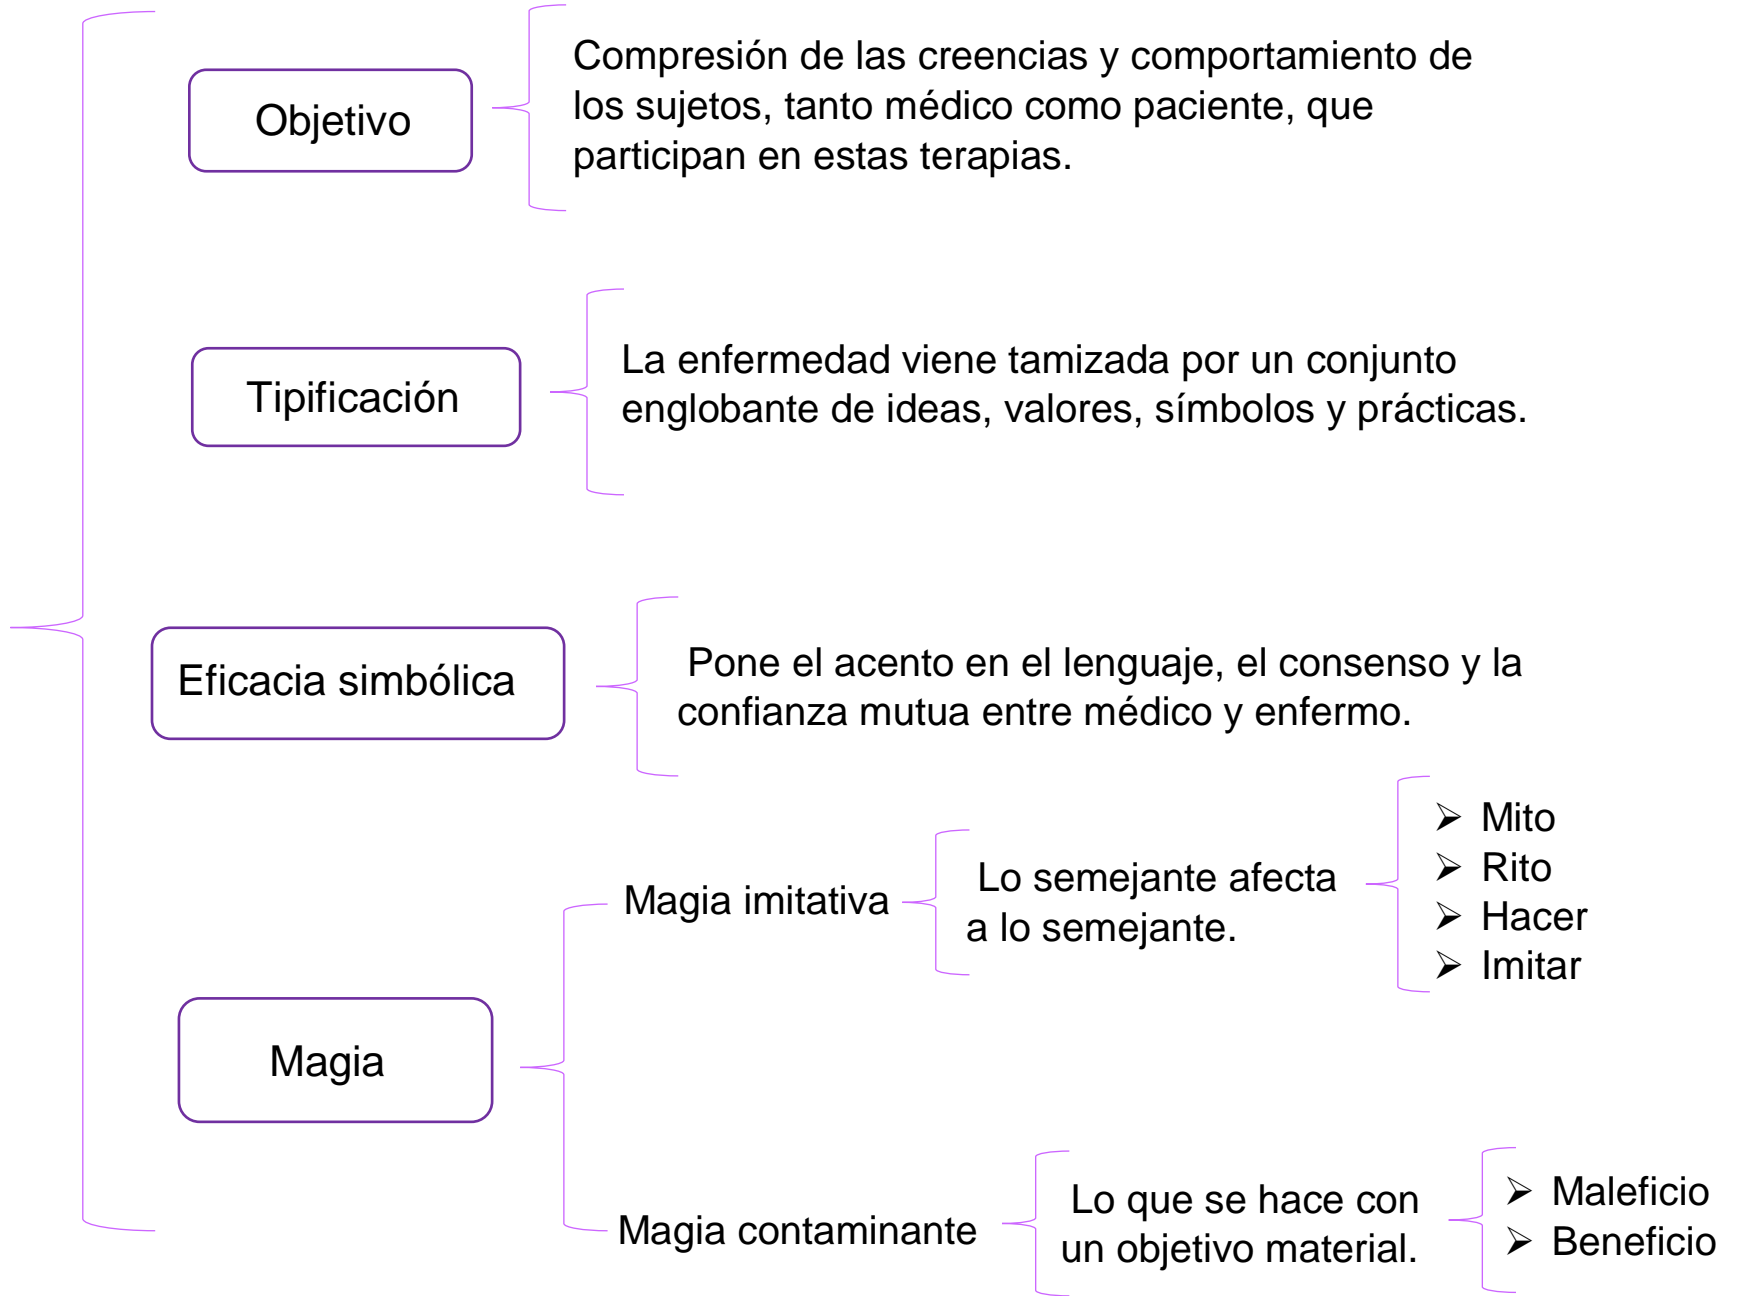 Objetivo
Compresión de las creencias y comportamiento de
los sujetos, tanto médico como paciente, que
participan en estas terapias.
Tipificación
La enfermedad viene tamizada por un conjunto
englobante de ideas, valores, símbolos y prácticas.
Eficacia simbólica
Pone el acento en el lenguaje, el consenso y la
confianza mutua entre médico y enfermo.
Magia
Magia imitativa
Lo semejante afecta
a lo semejante.
➢ Mito
➢ Rito
➢ Hacer
➢ Imitar
Magia contaminante
Lo que se hace con
un objetivo material.
➢ Maleficio
➢ Beneficio